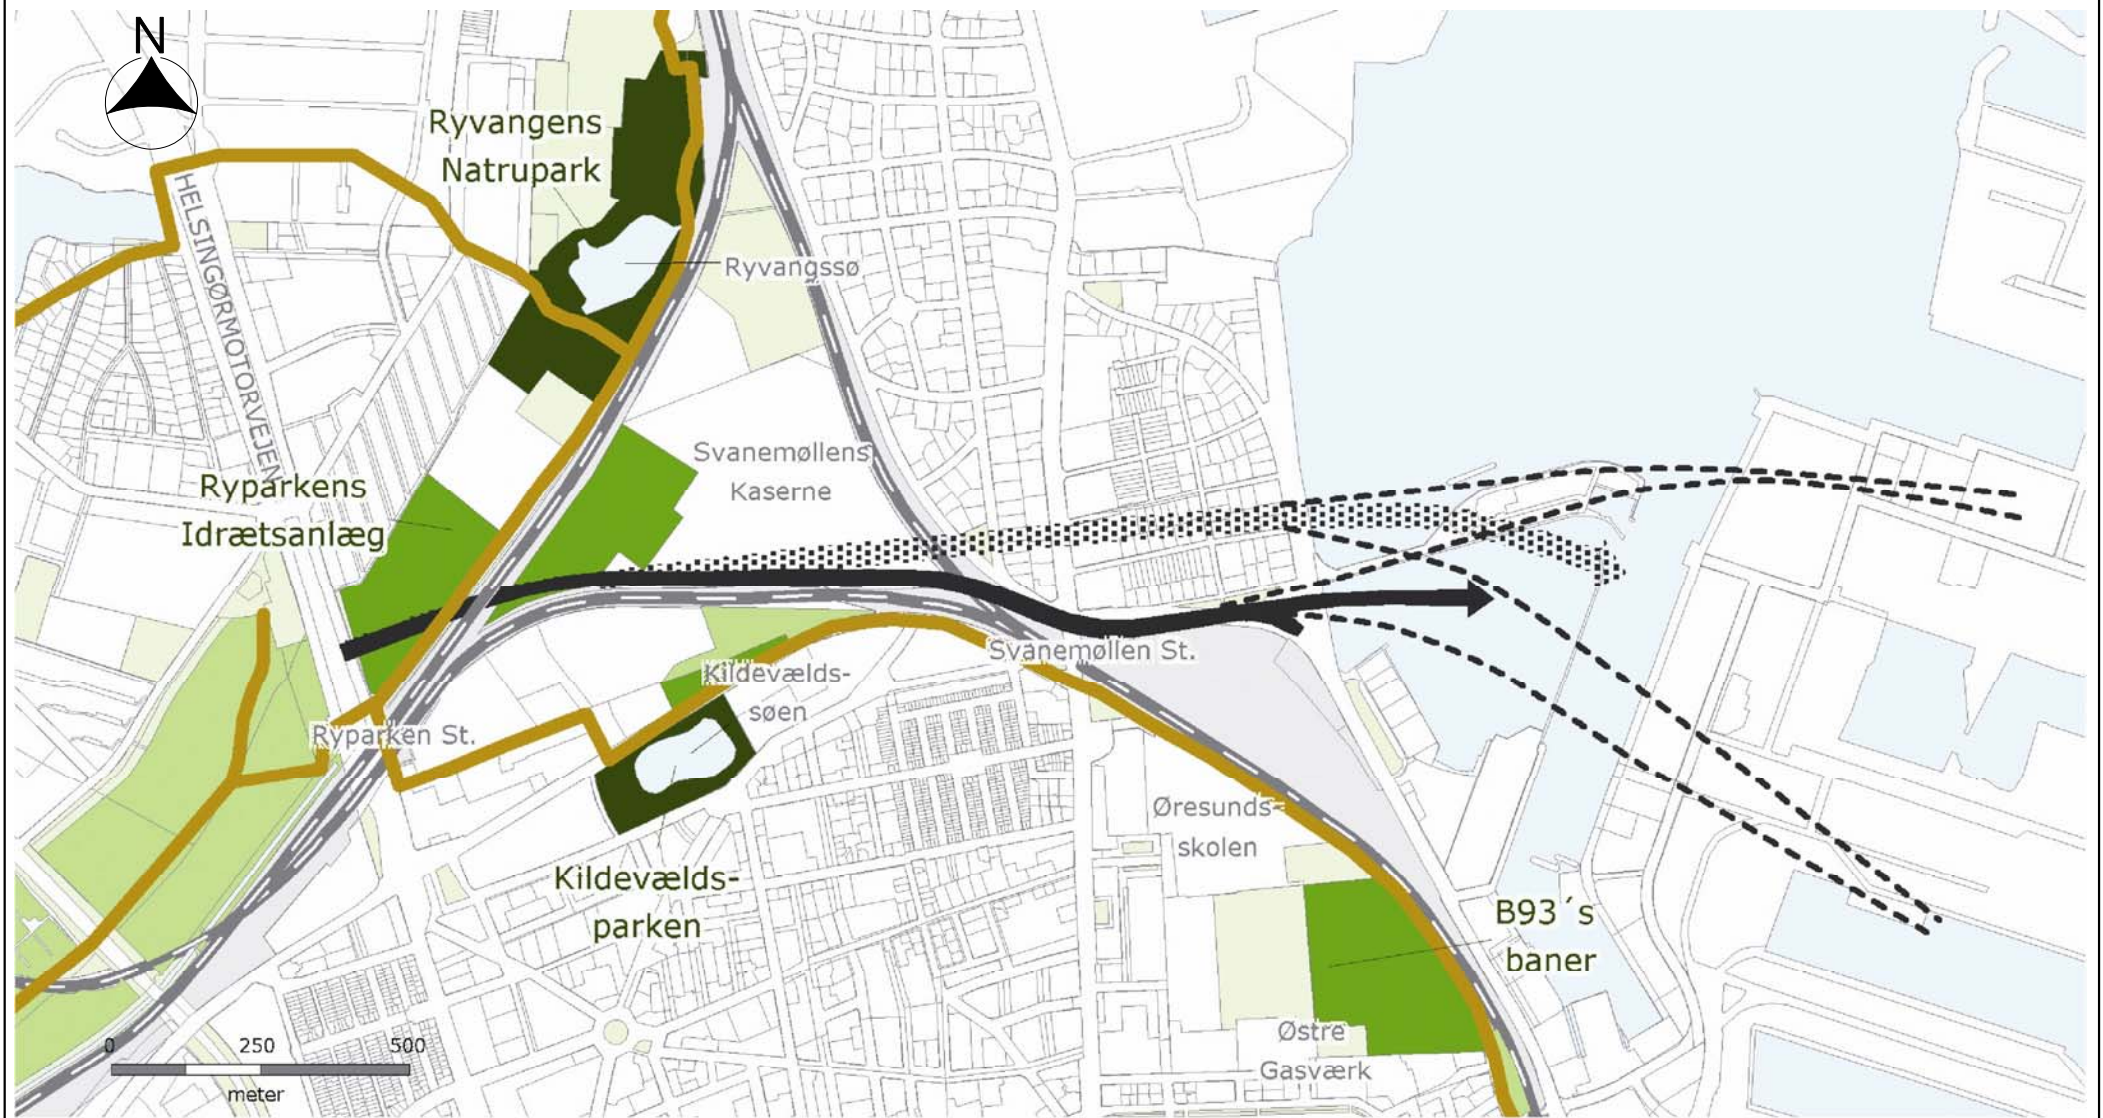 N
Ryvangens
Natrupark
HELSINGØRMOTORVEJEN
Ryvangssø
Svanemøllens
Kaserne
Ryparkens
Idrætsanlæg
Svanemøllen St.
Kildevælds-
søen
Ryparken St.
Øresunds-
skolen
Kildevælds-
parken
B93´s
baner
Østre
Gasværk
0 250 500
meter